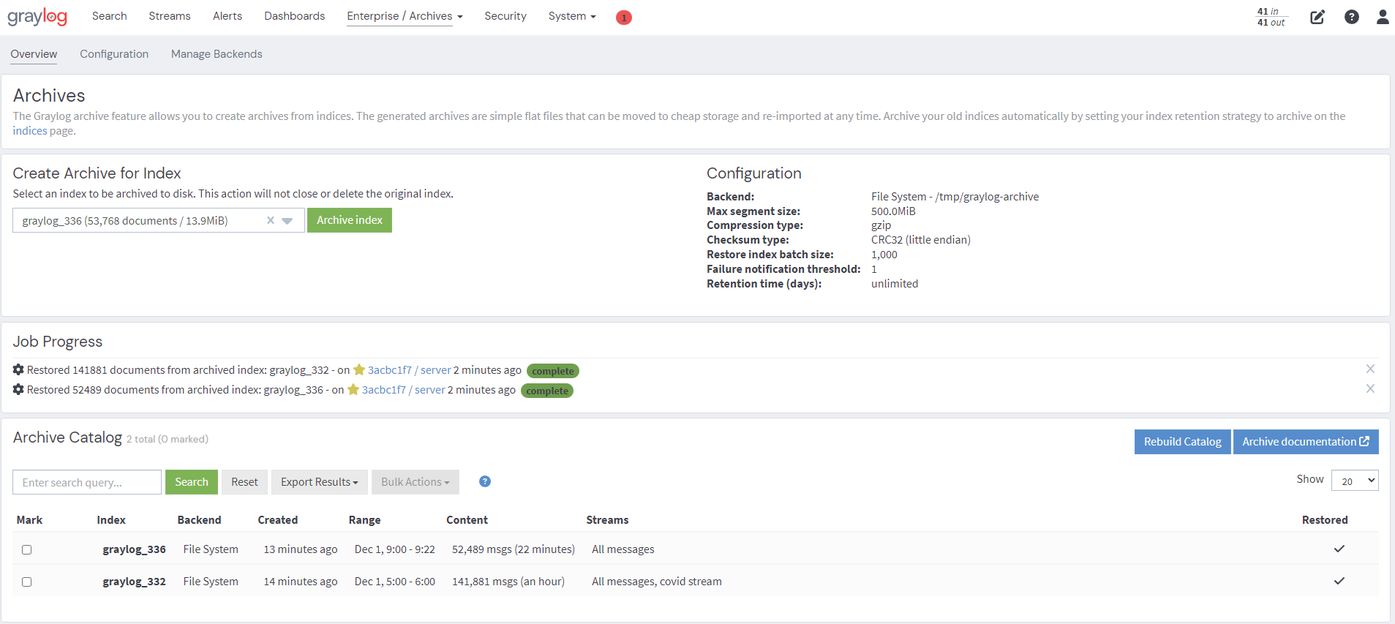 graylog Search Streams Alerts Dashboards Enterprise / Archives Security System 1 41 in
41 out
Overview Configuration Manage Backends
Archives
The Graylog archive feature allows you to create archives from indices. The generated archives are simple flat files that can be moved to cheap storage and re-imported at any time. Archive your old indices automatically by setting your index retention strategy to archive on the
indices page.
Create Archive for Index
Select an index to be archived to disk. This action will not close or delete the original index.
graylog_336 (53,768 documents / 13.9MiB) × Archive index
Configuration
Backend: File System - /tmp/graylog-archive
Max segment size: 500.0MiB
Compression type: gzip
Checksum type: CRC32 (little endian)
Restore index batch size: 1,000
Failure notification threshold: 1
Retention time (days): unlimited
Job Progress
Restored 141881 documents from archived index: graylog_332 - on 3acbc1f7 / server 2 minutes ago complete
Restored 52489 documents from archived index: graylog_336 - on 3acbc1f7 / server 2 minutes ago complete
Archive Catalog 2 total (0 marked) Rebuild Catalog Archive documentation
Enter search query... Search Reset Export Results Bulk Actions ? Show 20
Mark Index Backend Created Range Content Streams Restored
graylog_336 File System 13 minutes ago Dec 1, 9:00 - 9:22 52,489 msgs (22 minutes) All messages
graylog_332 File System 14 minutes ago Dec 1, 5:00 - 6:00 141,881 msgs (an hour) All messages, covid stream